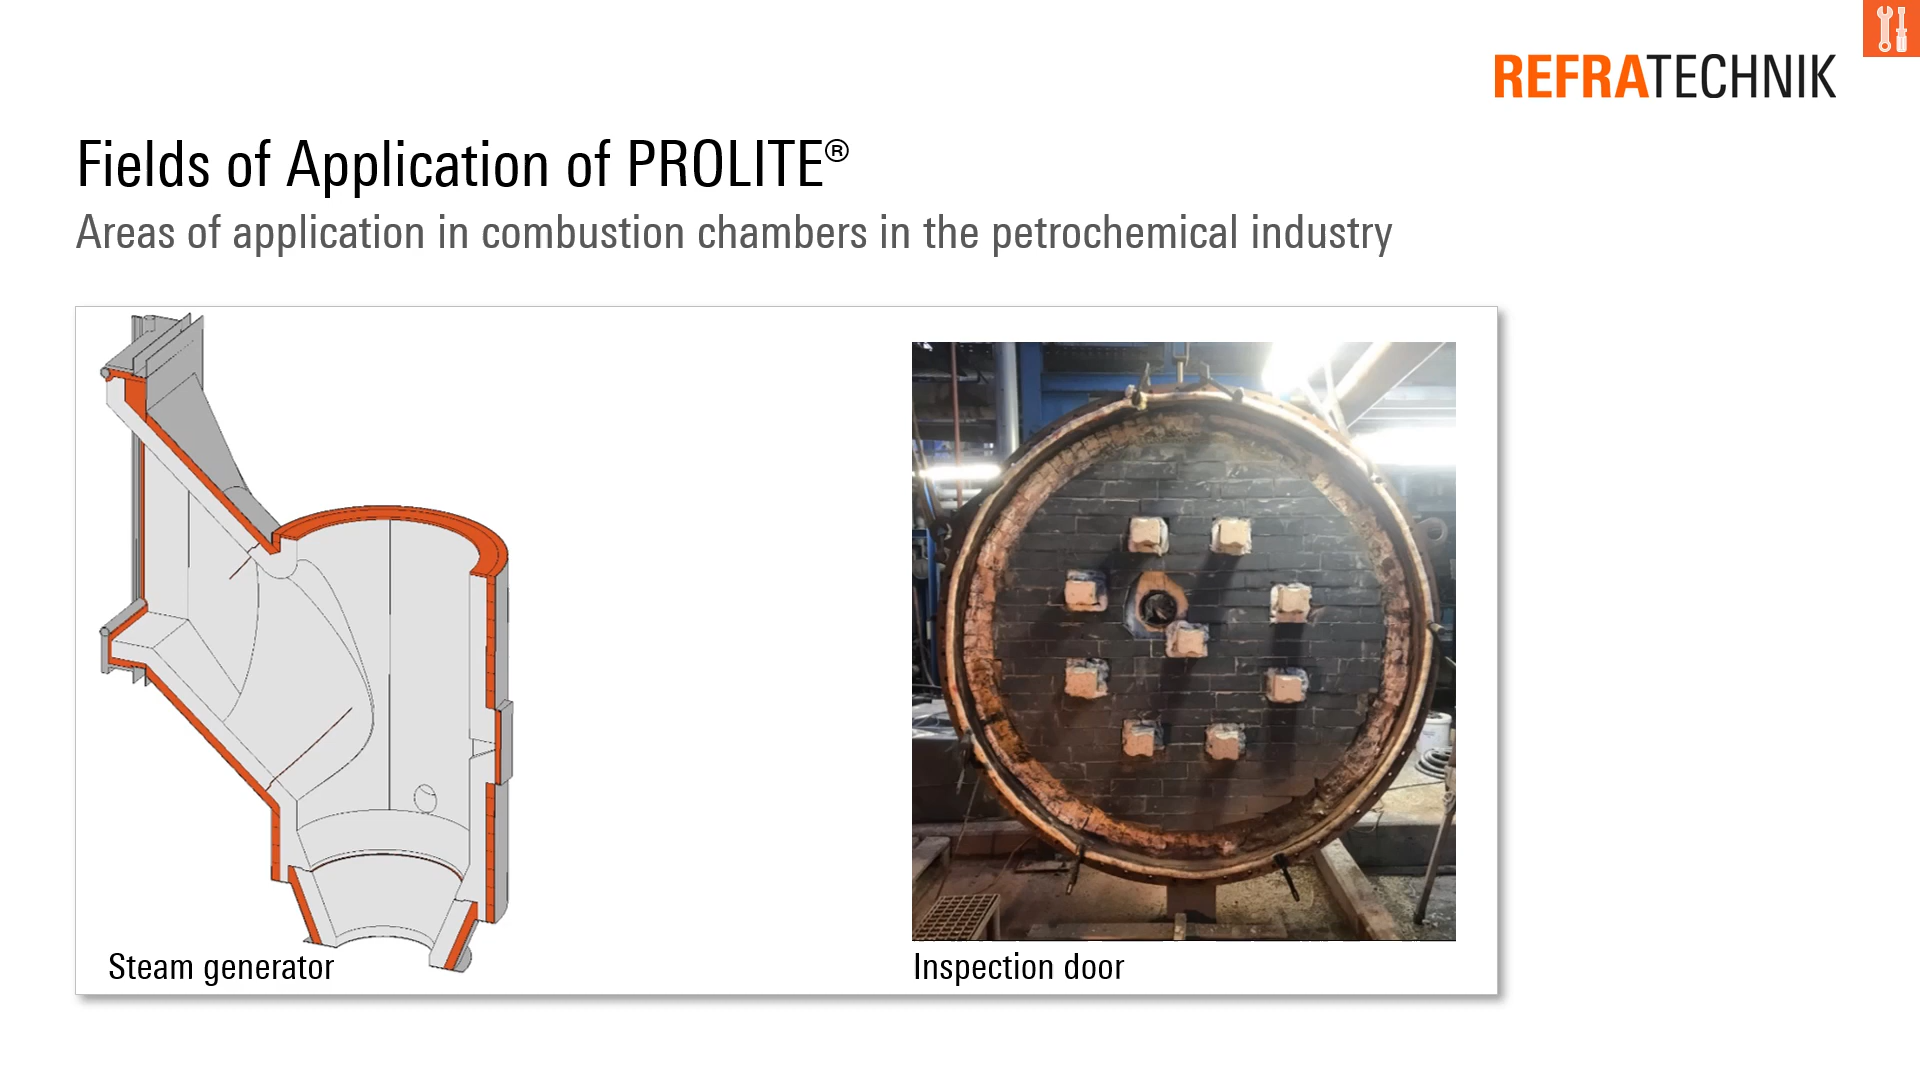 REFRATECHNIK
Fields of Application of PROLITE®
Areas of application in combustion chambers in the petrochemical industry
Steam generator
Inspection door